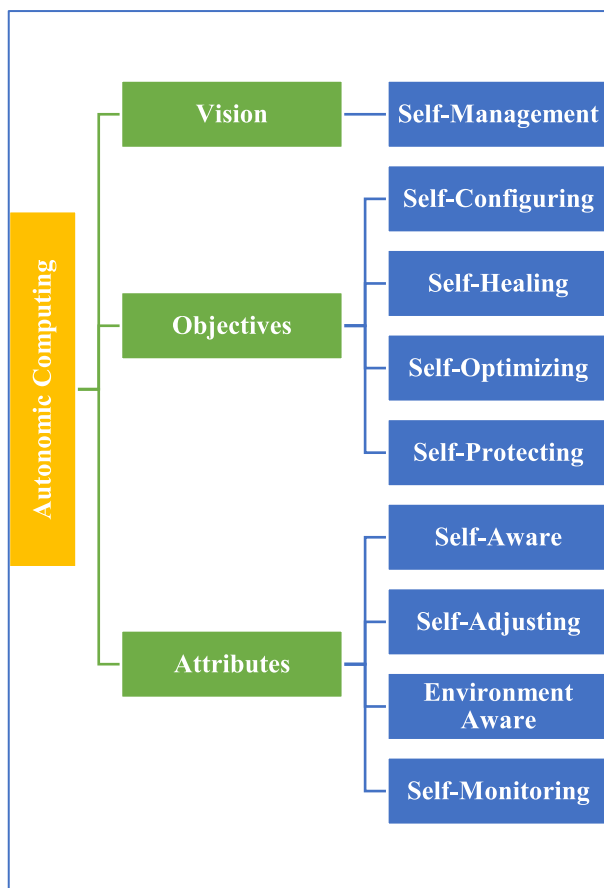 Autonomic Computing
Vision
Self-Management
Objectives
Self-Configuring
Self-Healing
Self-Optimizing
Self-Protecting
Attributes
Self-Aware
Self-Adjusting
Environment
Aware
Self-Monitoring